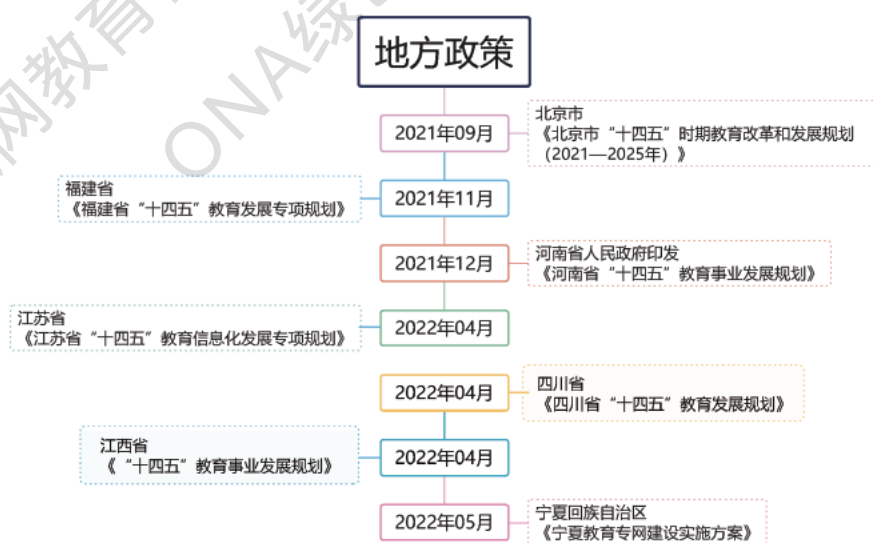 地方政策
2021年09月
北京市
《北京市“十四五”时期教育改革和发展规划
（2021—2025年）》
福建省
《福建省“十四五”教育发展专项规划》
2021年11月
2021年12月
河南省人民政府印发
《河南省“十四五”教育事业发展规划》
江苏省
《江苏省“十四五”教育信息化发展专项规划》
2022年04月
2022年04月
四川省
《四川省“十四五”教育发展规划》
江西省
《“十四五”教育事业发展规划》
2022年04月
2022年05月
宁夏回族自治区
《宁夏教育专网建设实施方案》
网教育
ONA绿